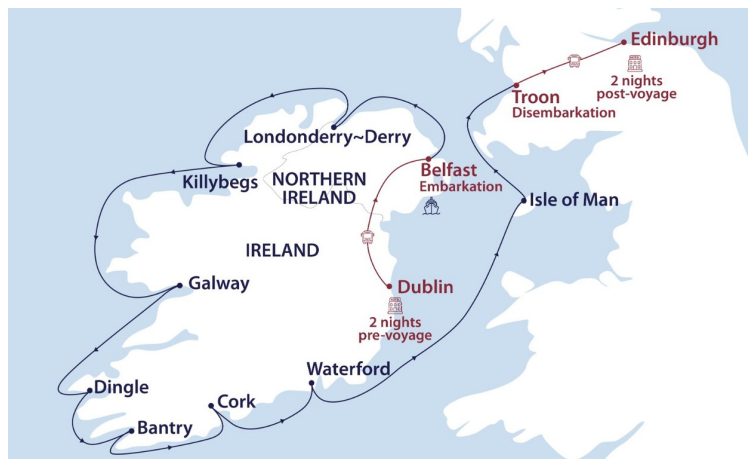 Edinburgh
2 nights
post-voyage
Troon
Disembarkation
Londonderry~Derry
Killybegs
NORTHERN
IRELAND
Belfast
Embarkation
Isle of Man
IRELAND
Galway
Dublin
2 nights
pre-voyage
Waterford
Dingle
Cork
Bantry